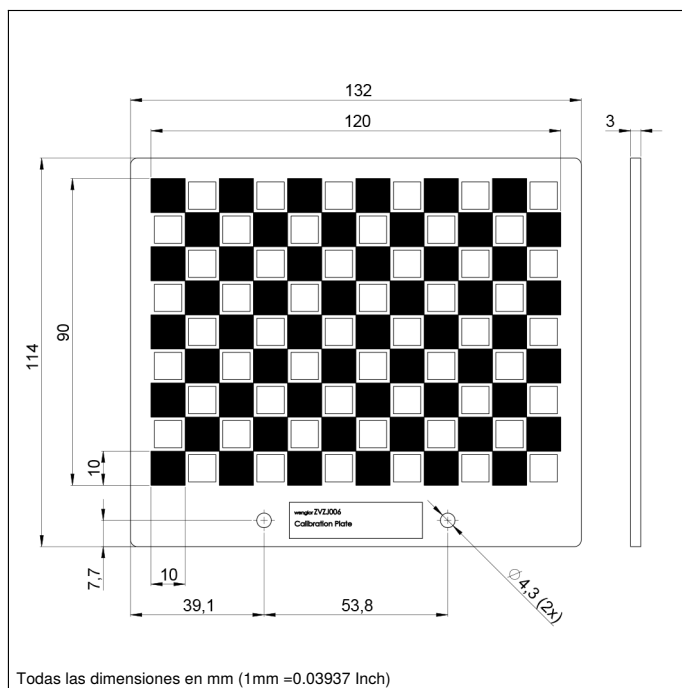 132
120
3
114
90
10
wenglor ZVZJ006
Calibration Plate
7,7
10
39,1
53,8
∅ 4,3 (2x)
Todas las dimensiones en mm (1mm =0.03937 Inch)